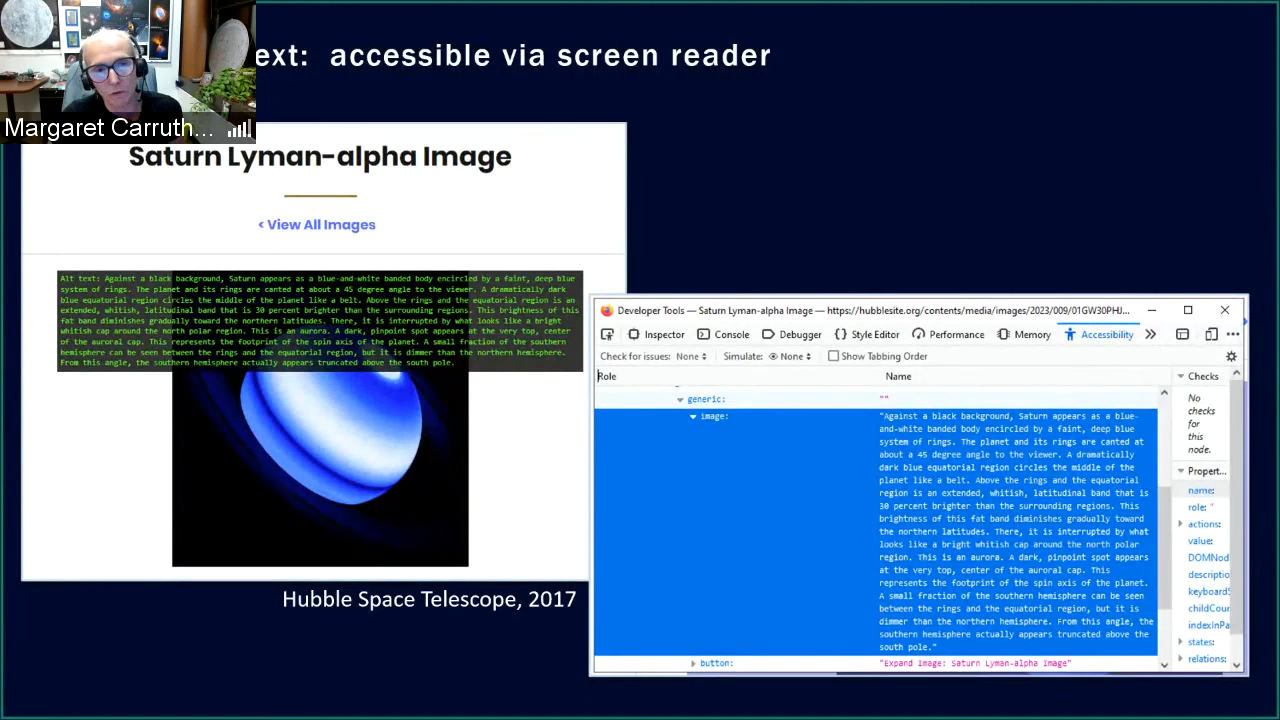 ext: accessible via screen reader
Margaret Carruth...
Saturn Lyman-alpha Image
< View All Images
Alt text: Against a black background, Saturn appears as a blue-and-white banded body encircled by a faint, deep blue
system of rings. The planet and its rings are canted at about a 45 degree angle to the viewer. A dramatically dark
blue equatorial region circles the middle of the planet like a belt. Above the rings and the equatorial region is an
extended, whitish, latitudinal band that is 30 percent brighter than the surrounding regions. This brightness of this
fat band diminishes gradually toward the northern latitudes. There, it is interrupted by what looks like a bright
whitish cap around the north polar region. This is an aurora. A dark, pinpoint spot appears at the very top, center
of the auroral cap. This represents the footprint of the spin axis of the planet. A small fraction of the southern
hemisphere can be seen between the rings and the equatorial region, but it is dimmer than the northern hemisphere.
From this angle, the southern hemisphere actually appears truncated above the south pole.
Hubble Space Telescope, 2017
Developer Tools — Saturn Lyman-alpha Image — https://hubblesite.org/contents/media/images/2023/009/01GW30PHJ...
Inspector Console Debugger Style Editor Performance Memory Accessibility
Check for issues: None Simulate: None Show Tabbing Order
Role Name Checks
generic: ""
image: "Against a black background, Saturn appears as a blue-
and-white banded body encircled by a faint, deep blue
system of rings. The planet and its rings are canted at
about a 45 degree angle to the viewer. A dramatically
dark blue equatorial region circles the middle of the
planet like a belt. Above the rings and the equatorial
region is an extended, whitish, latitudinal band that is
30 percent brighter than the surrounding regions. This
brightness of this fat band diminishes gradually toward
the northern latitudes. There, it is interrupted by what
looks like a bright whitish cap around the north polar
region. This is an aurora. A dark, pinpoint spot appears
at the very top, center of the auroral cap. This
represents the footprint of the spin axis of the planet.
A small fraction of the southern hemisphere can be seen
between the rings and the equatorial region, but it is
dimmer than the northern hemisphere. From this angle, the
southern hemisphere actually appears truncated above the
south pole."
button: "Expand Image: Saturn Lyman-alpha Image"
No
checks
for
this
node.
Propert...
name:
role: "
actions:
value:
DOMNod
descriptio
keyboardS
childCour
indexInPa
states:
relations: